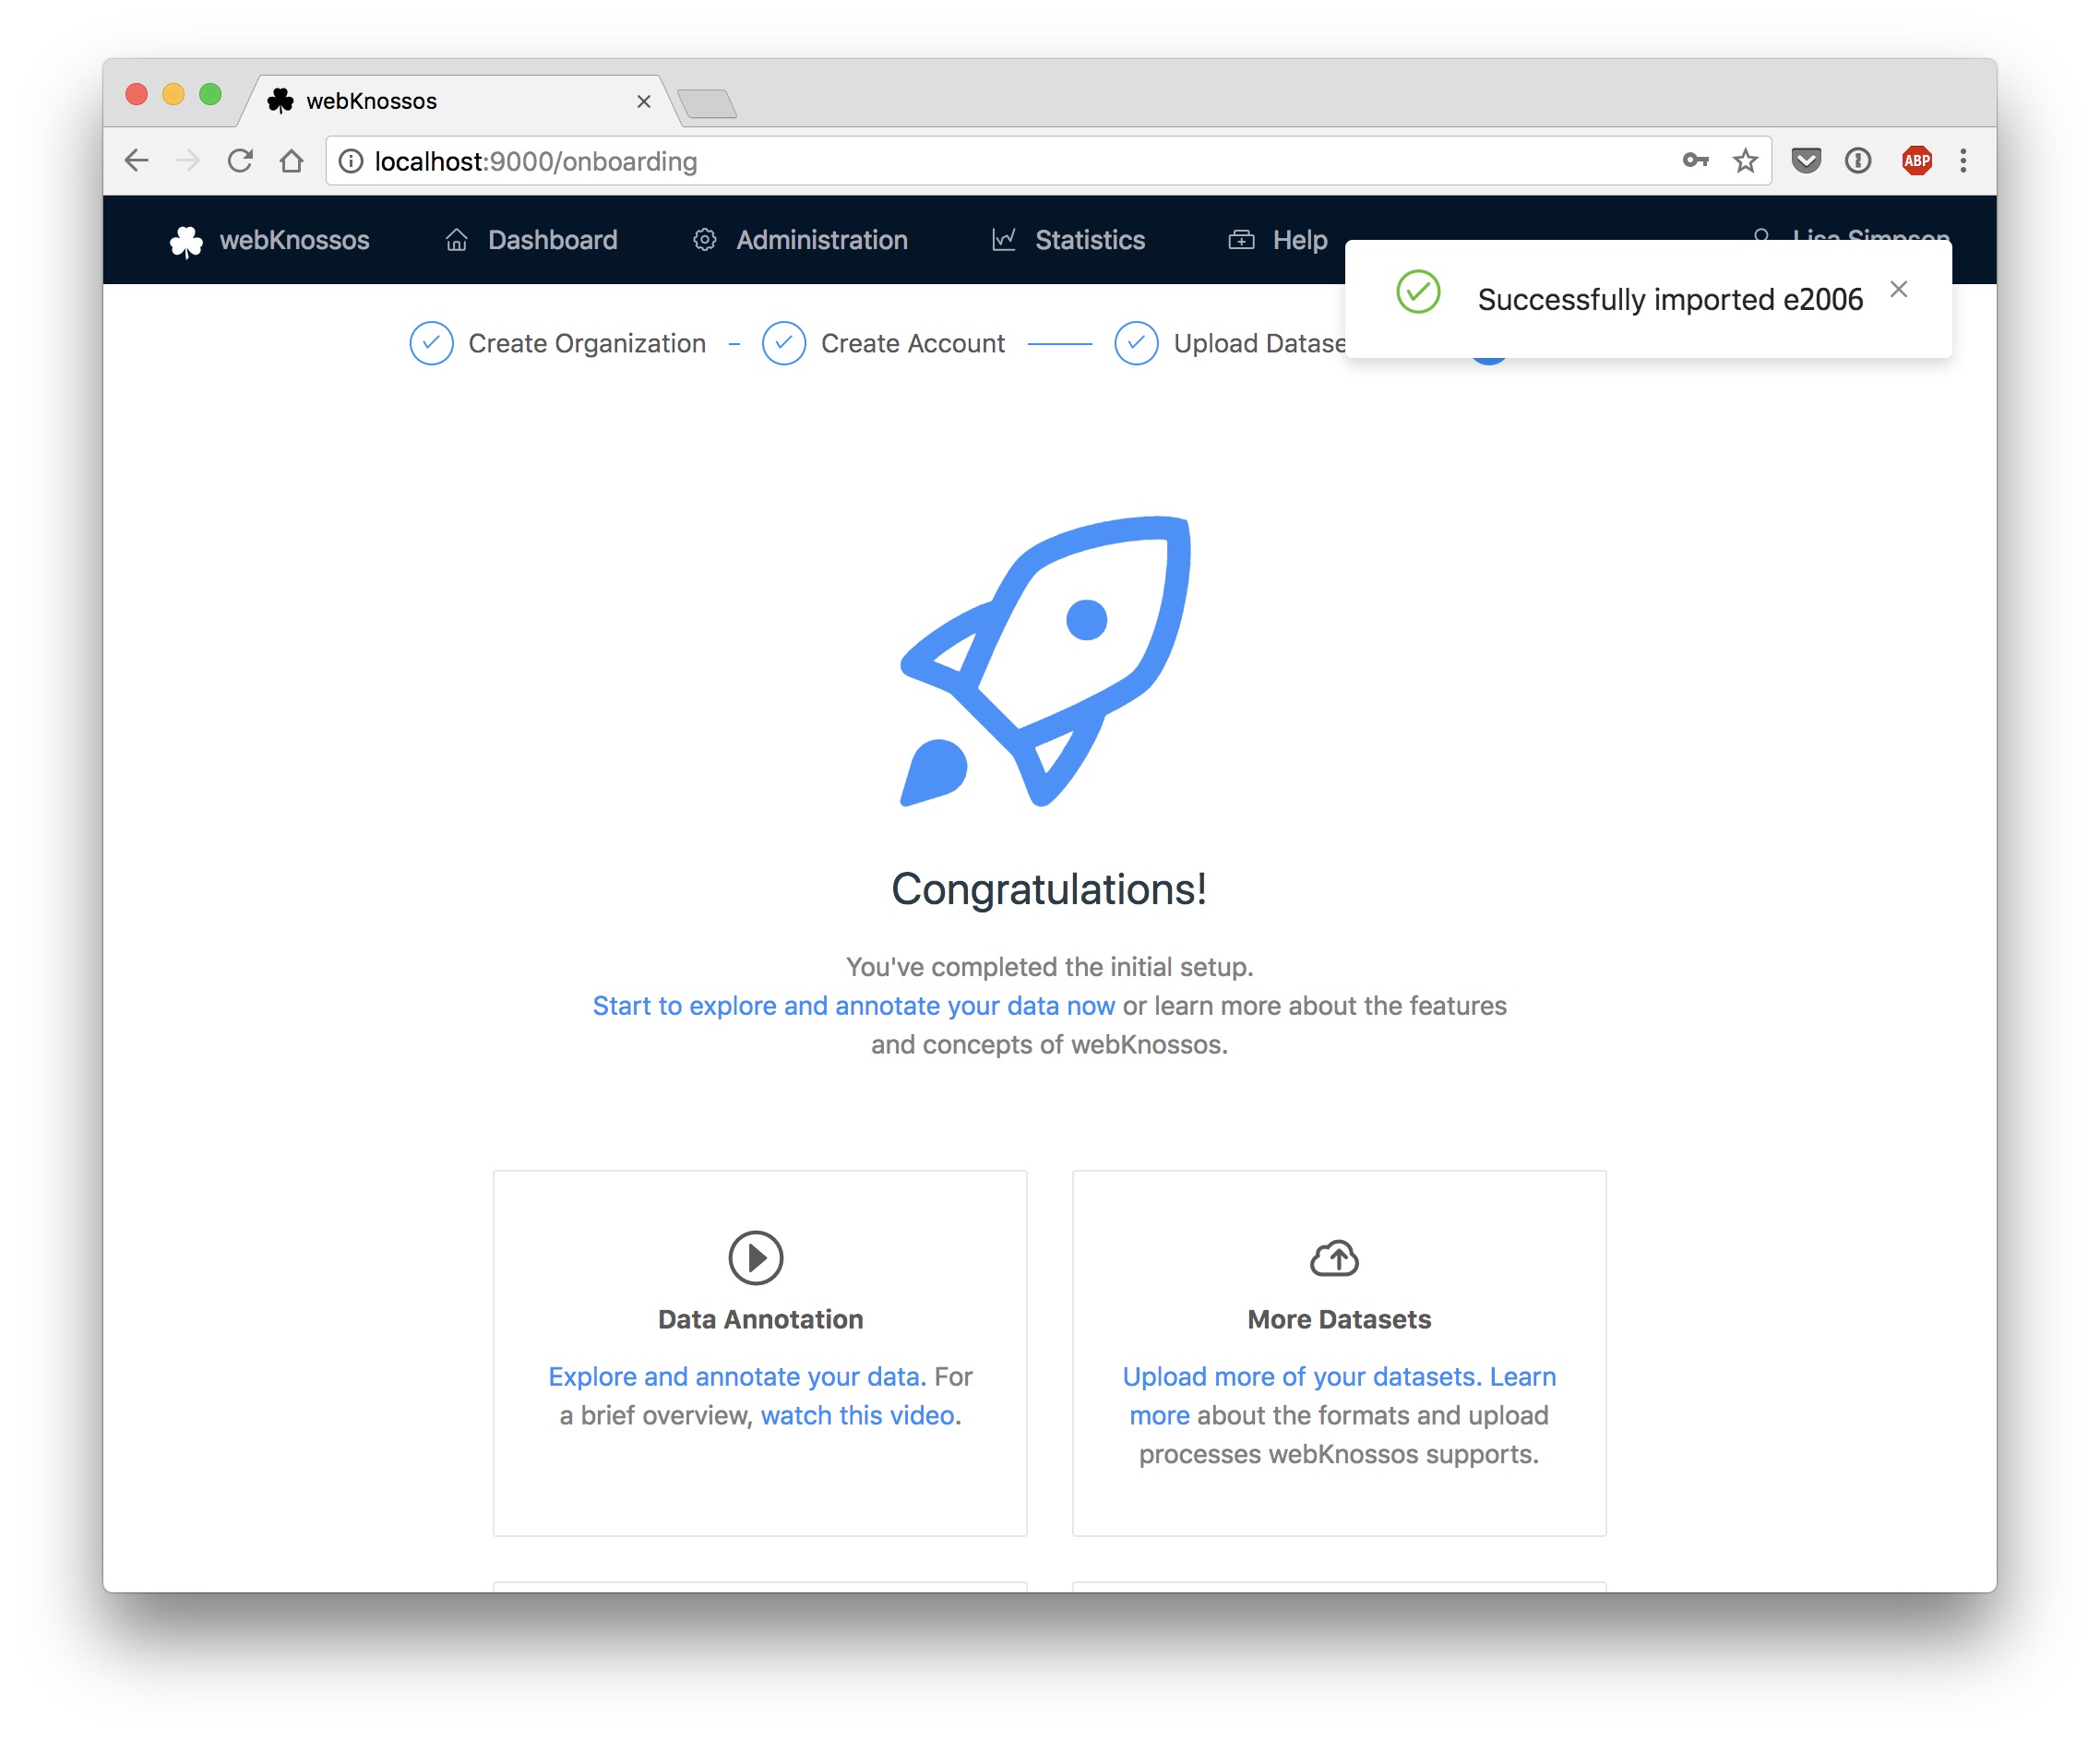 webKnossos
localhost:9000/onboarding
ABP
webKnossos Dashboard Administration Statistics Help Lisa Simpson
Successfully imported e2006
Create Organization Create Account Upload Datase
Congratulations!
You've completed the initial setup.
Start to explore and annotate your data now or learn more about the features
and concepts of webKnossos.
Data Annotation
Explore and annotate your data. For
a brief overview, watch this video.
More Datasets
Upload more of your datasets. Learn
more about the formats and upload
processes webKnossos supports.